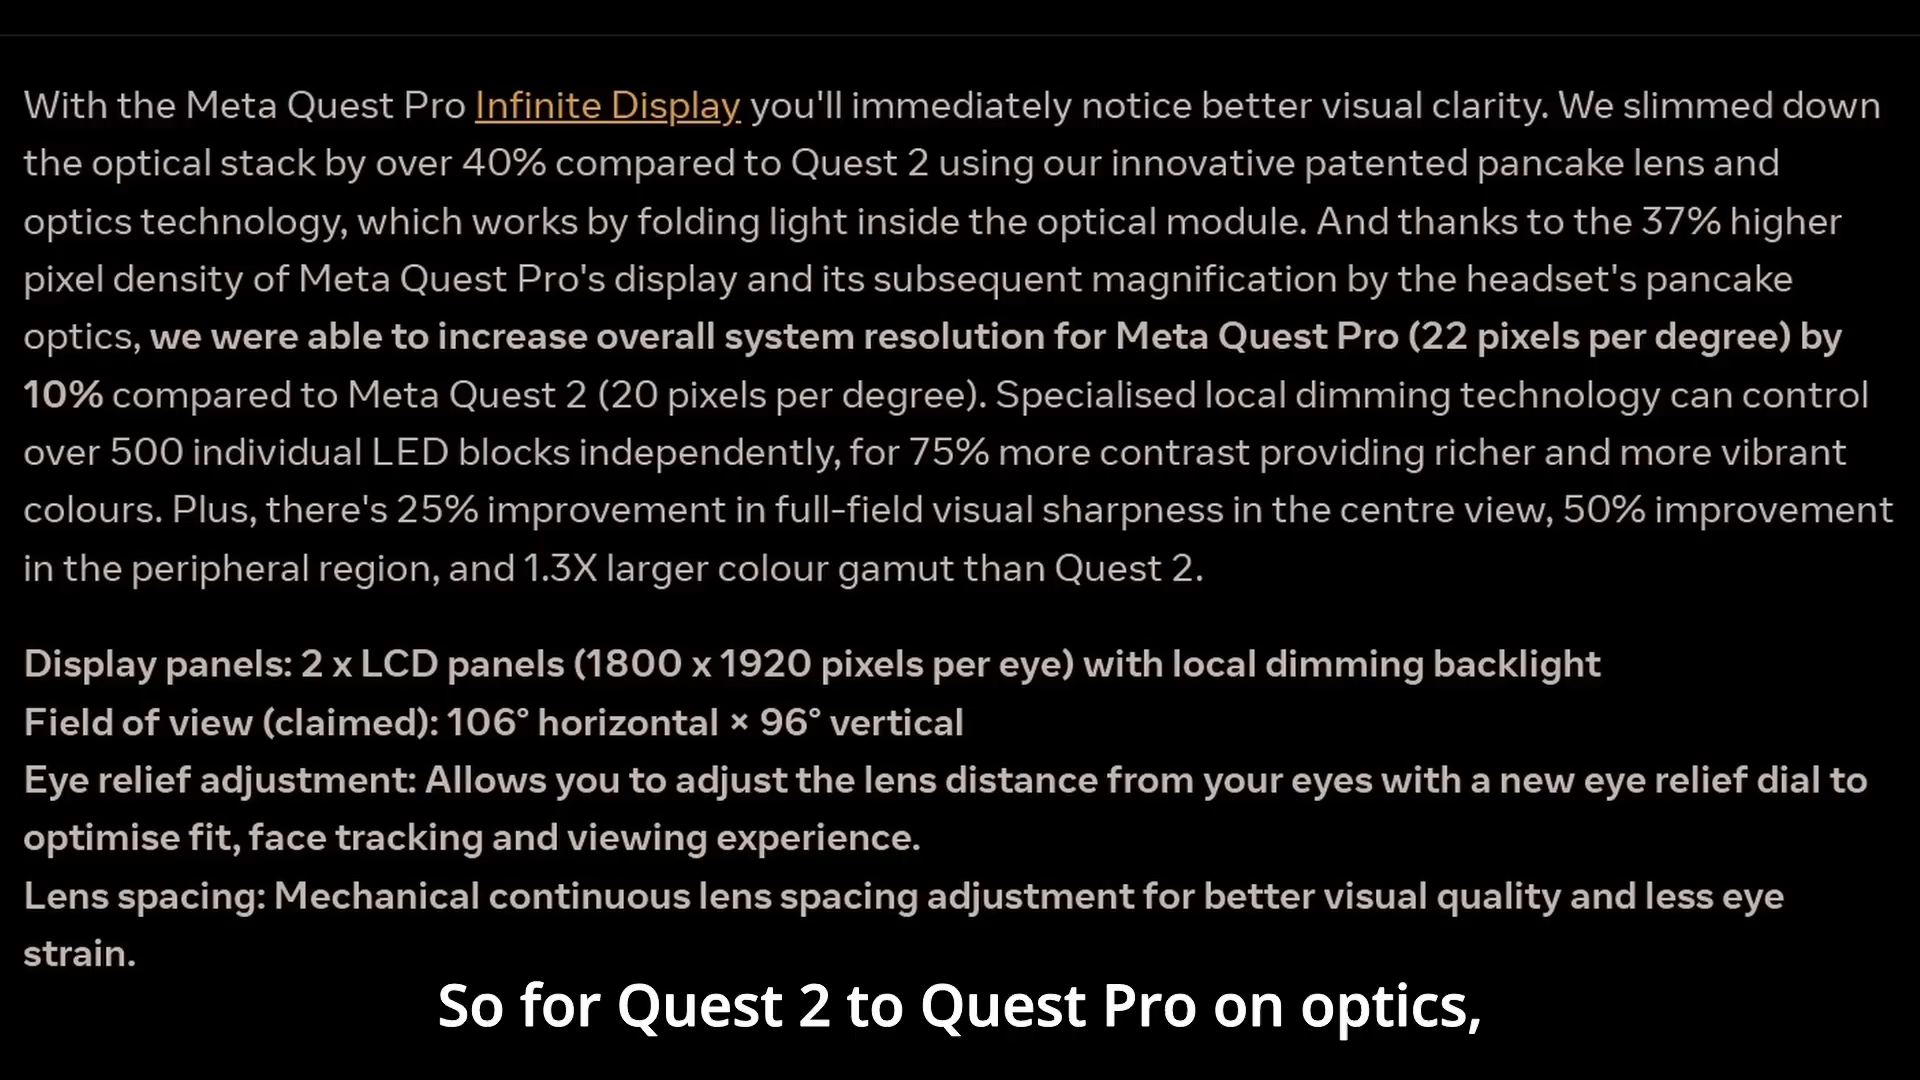 With the Meta Quest Pro Infinite Display you'll immediately notice better visual clarity. We slimmed down
the optical stack by over 40% compared to Quest 2 using our innovative patented pancake lens and
optics technology, which works by folding light inside the optical module. And thanks to the 37% higher
pixel density of Meta Quest Pro's display and its subsequent magnification by the headset's pancake
optics, we were able to increase overall system resolution for Meta Quest Pro (22 pixels per degree) by
10% compared to Meta Quest 2 (20 pixels per degree). Specialised local dimming technology can control
over 500 individual LED blocks independently, for 75% more contrast providing richer and more vibrant
colours. Plus, there's 25% improvement in full-field visual sharpness in the centre view, 50% improvement
in the peripheral region, and 1.3X larger colour gamut than Quest 2.
Display panels: 2 x LCD panels (1800 x 1920 pixels per eye) with local dimming backlight
Field of view (claimed): 106° horizontal × 96° vertical
Eye relief adjustment: Allows you to adjust the lens distance from your eyes with a new eye relief dial to
optimise fit, face tracking and viewing experience.
Lens spacing: Mechanical continuous lens spacing adjustment for better visual quality and less eye
strain.
So for Quest 2 to Quest Pro on optics,